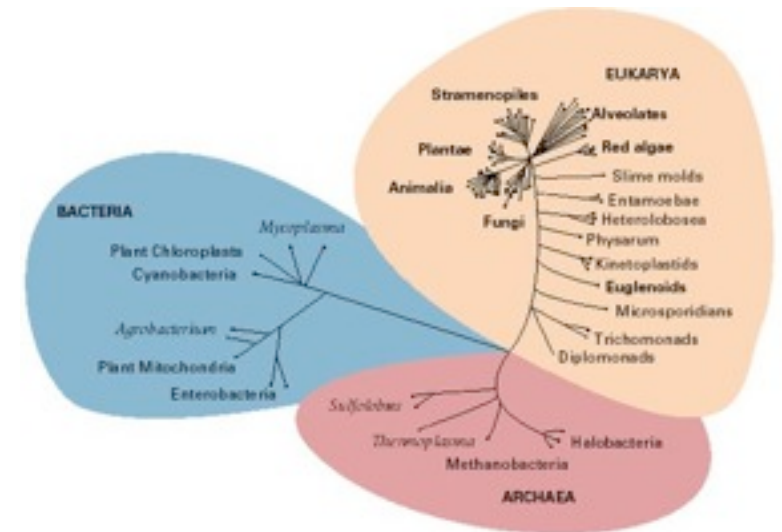 EUKARYA
Stramenopiles
Alveolates
Plantae
Red algae
Animalia
Slime molds
Entamoebae
Fungi
Heterolobosea
Physarum
Kinetoplastids
Euglenoids
Microsporidians
Trichomonads
Diplomonads
BACTERIA
Mycoplasma
Plant Chloroplasts
Cyanobacteria
Agrobacterium
Plant Mitochondria
Enterobacteria
Sulfolobus
Thermoplasma
Halobacteria
Methanobacteria
ARCHAEA